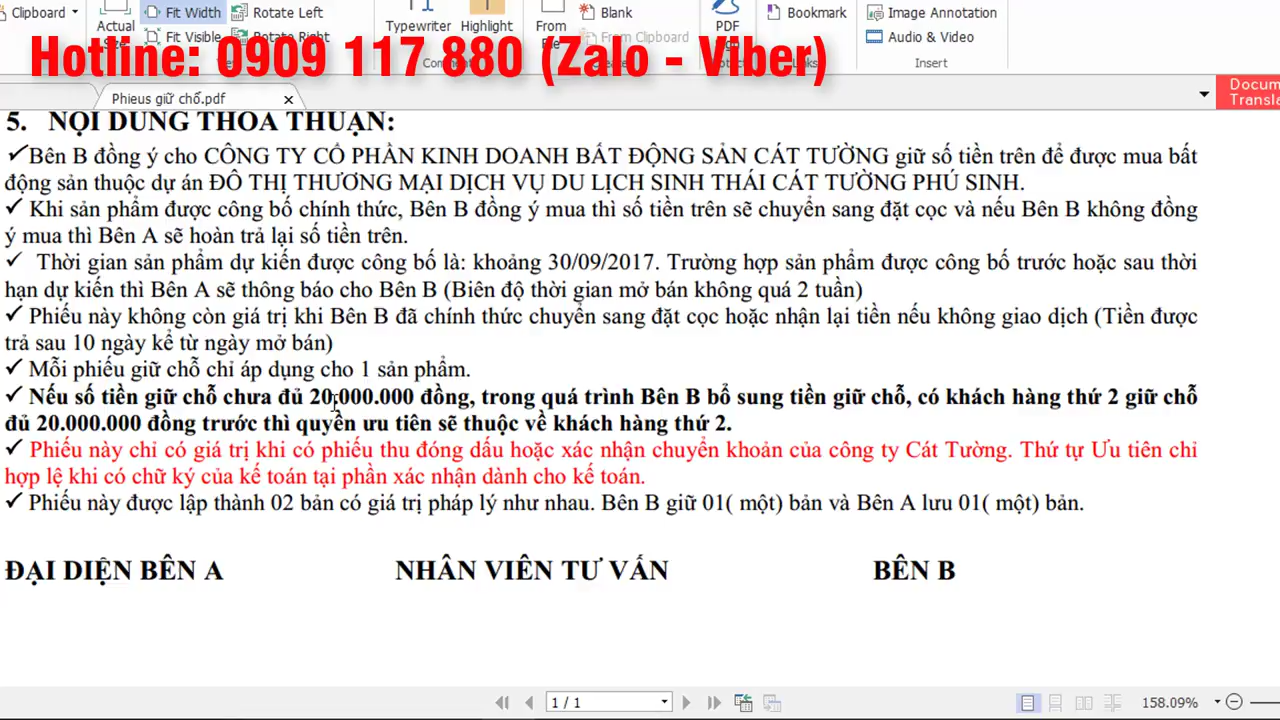 Clipboard
Actual
Fit Width
Rotate Left
Typewriter
Highlight
From
Blank
PDF
Bookmark
Image Annotation
Fit Visible
Rotate Right
From Clipboard
Audio & Video
Links
Insert
Hotline: 0909 117 880 (Zalo - Viber)
Phieus giữ chỗ.pdf
Docum
Transla
5. NỘI DUNG THỎA THUẬN:
✓Bên B đồng ý cho CÔNG TY CỔ PHẦN KINH DOANH BẤT ĐỘNG SẢN CÁT TƯỜNG giữ số tiền trên để được mua bất
động sản thuộc dự án ĐÔ THỊ THƯƠNG MẠI DỊCH VỤ DU LỊCH SINH THÁI CÁT TƯỜNG PHÚ SINH.
✓ Khi sản phẩm được công bố chính thức, Bên B đồng ý mua thì số tiền trên sẽ chuyển sang đặt cọc và nếu Bên B không đồng
ý mua thì Bên A sẽ hoàn trả lại số tiền trên.
✓ Thời gian sản phẩm dự kiến được công bố là: khoảng 30/09/2017. Trường hợp sản phẩm được công bố trước hoặc sau thời
hạn dự kiến thì Bên A sẽ thông báo cho Bên B (Biên độ thời gian mở bán không quá 2 tuần)
✓ Phiếu này không còn giá trị khi Bên B đã chính thức chuyển sang đặt cọc hoặc nhận lại tiền nếu không giao dịch (Tiền được
trả sau 10 ngày kể từ ngày mở bán)
✓ Mỗi phiếu giữ chỗ chỉ áp dụng cho 1 sản phẩm.
✓ Nếu số tiền giữ chỗ chưa đủ 20.000.000 đồng, trong quá trình Bên B bổ sung tiền giữ chỗ, có khách hàng thứ 2 giữ chỗ
đủ 20.000.000 đồng trước thì quyền ưu tiên sẽ thuộc về khách hàng thứ 2.
✓ Phiếu này chỉ có giá trị khi có phiếu thu đóng dấu hoặc xác nhận chuyển khoản của công ty Cát Tường. Thứ tự Ưu tiên chỉ
hợp lệ khi có chữ ký của kế toán tại phần xác nhận dành cho kế toán.
✓ Phiếu này được lập thành 02 bản có giá trị pháp lý như nhau. Bên B giữ 01( một) bản và Bên A lưu 01( một) bản.
ĐẠI DIỆN BÊN A
NHÂN VIÊN TƯ VẤN
BÊN B
1 / 1
158.09%